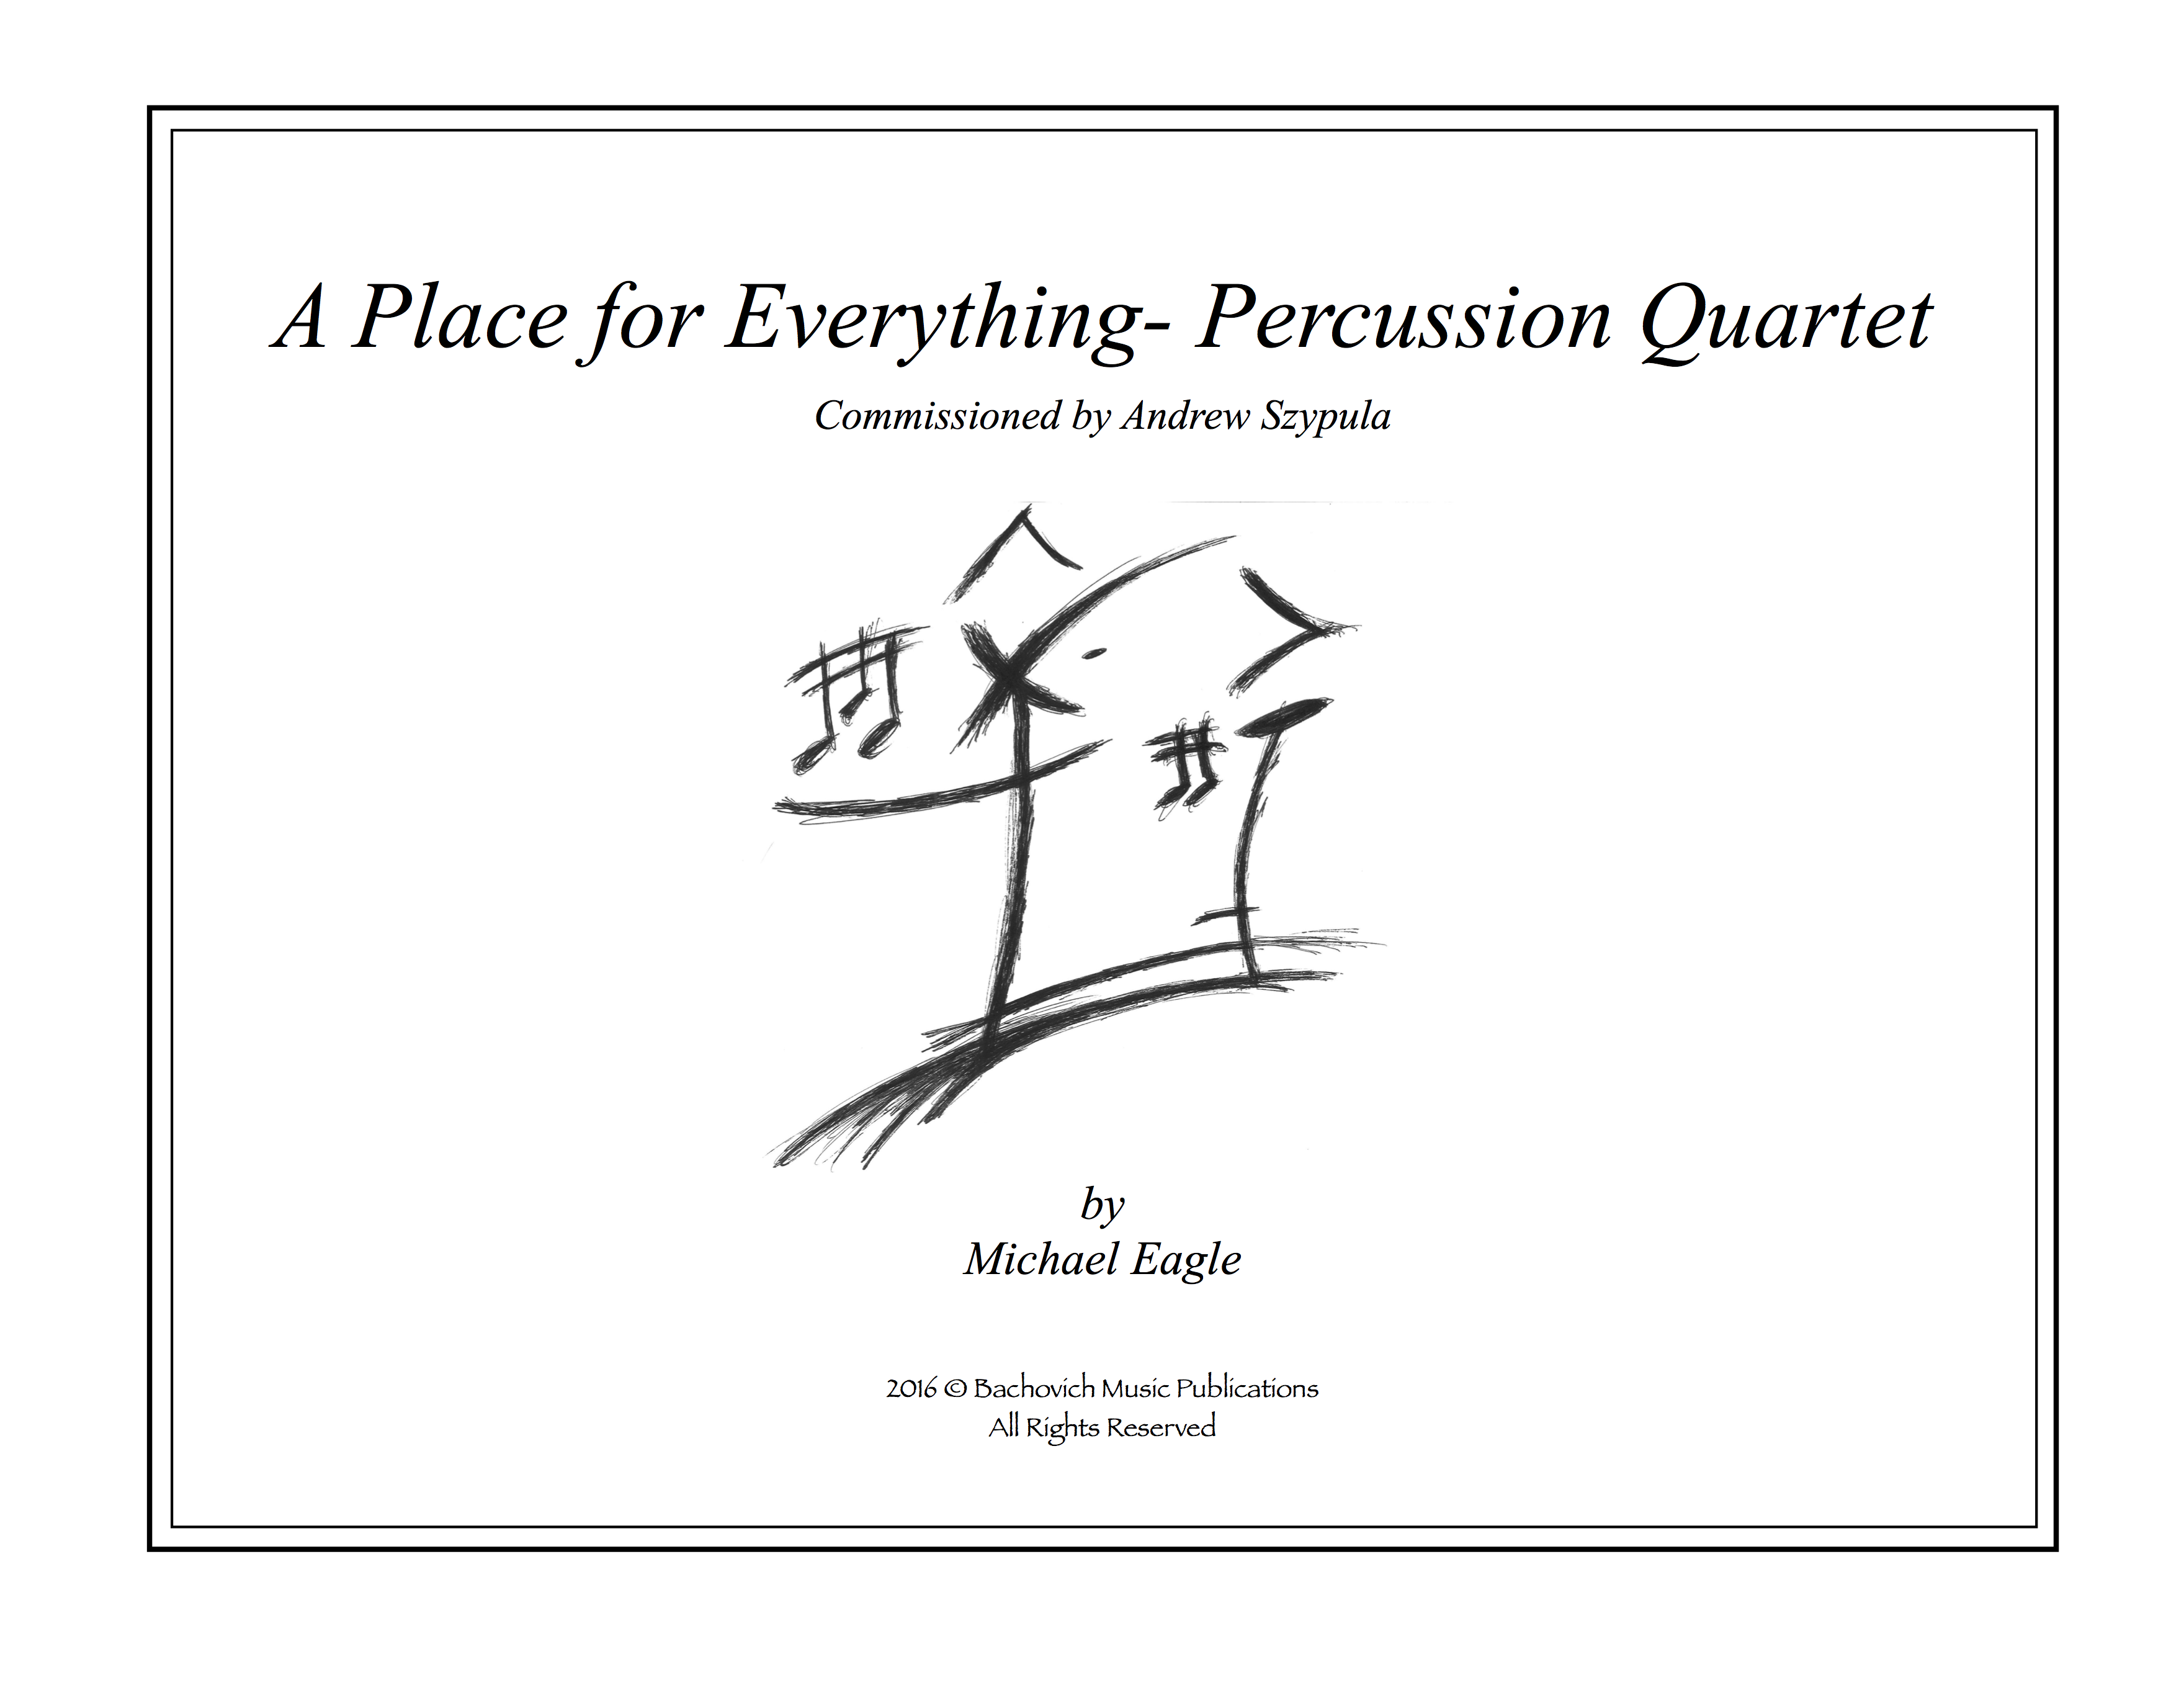 A Place for Everything- Percussion Quartet
Commissioned by Andrew Szypula
by
Michael Eagle
2016 © Bachovich Music Publications
All Rights Reserved